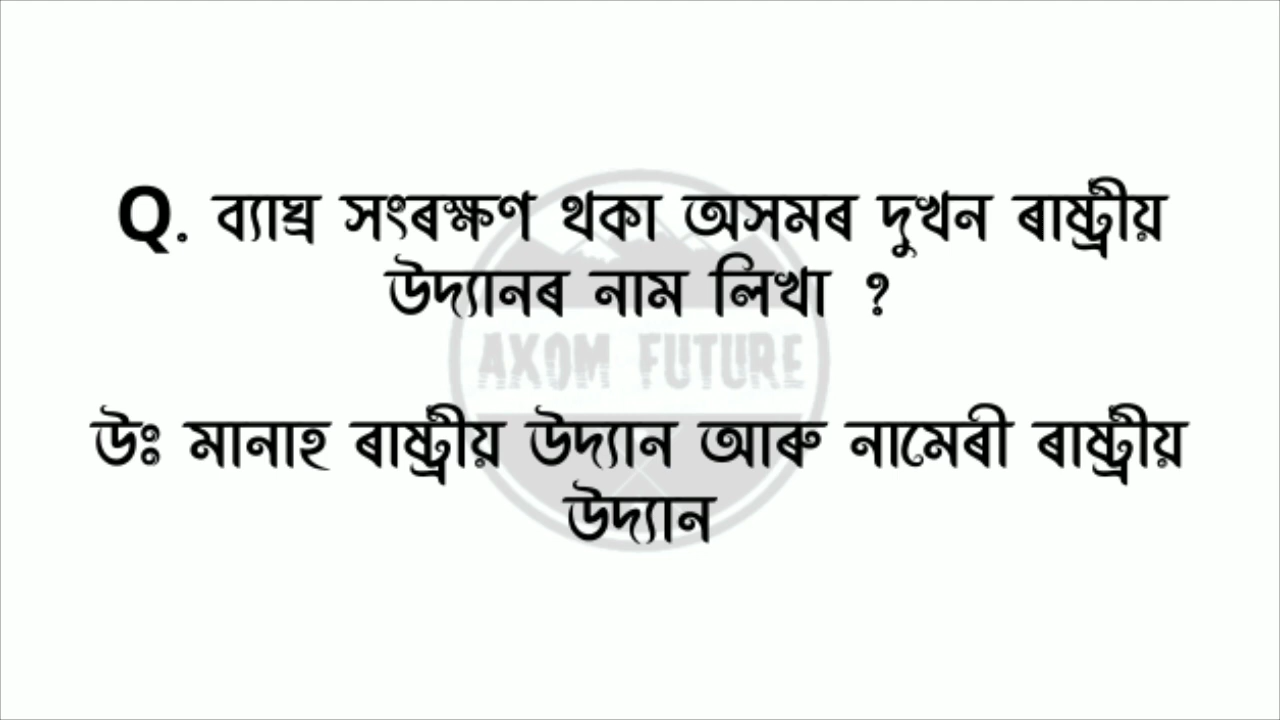 Q. ব্যাঘ্ৰ সংৰক্ষণ থকা অসমৰ দুখন ৰাষ্ট্ৰীয়
উদ্যানৰ নাম লিখা ?
AXOM FUTURE
উঃ মানাহ ৰাষ্ট্ৰীয় উদ্যান আৰু নামেৰী ৰাষ্ট্ৰীয়
উদ্যান